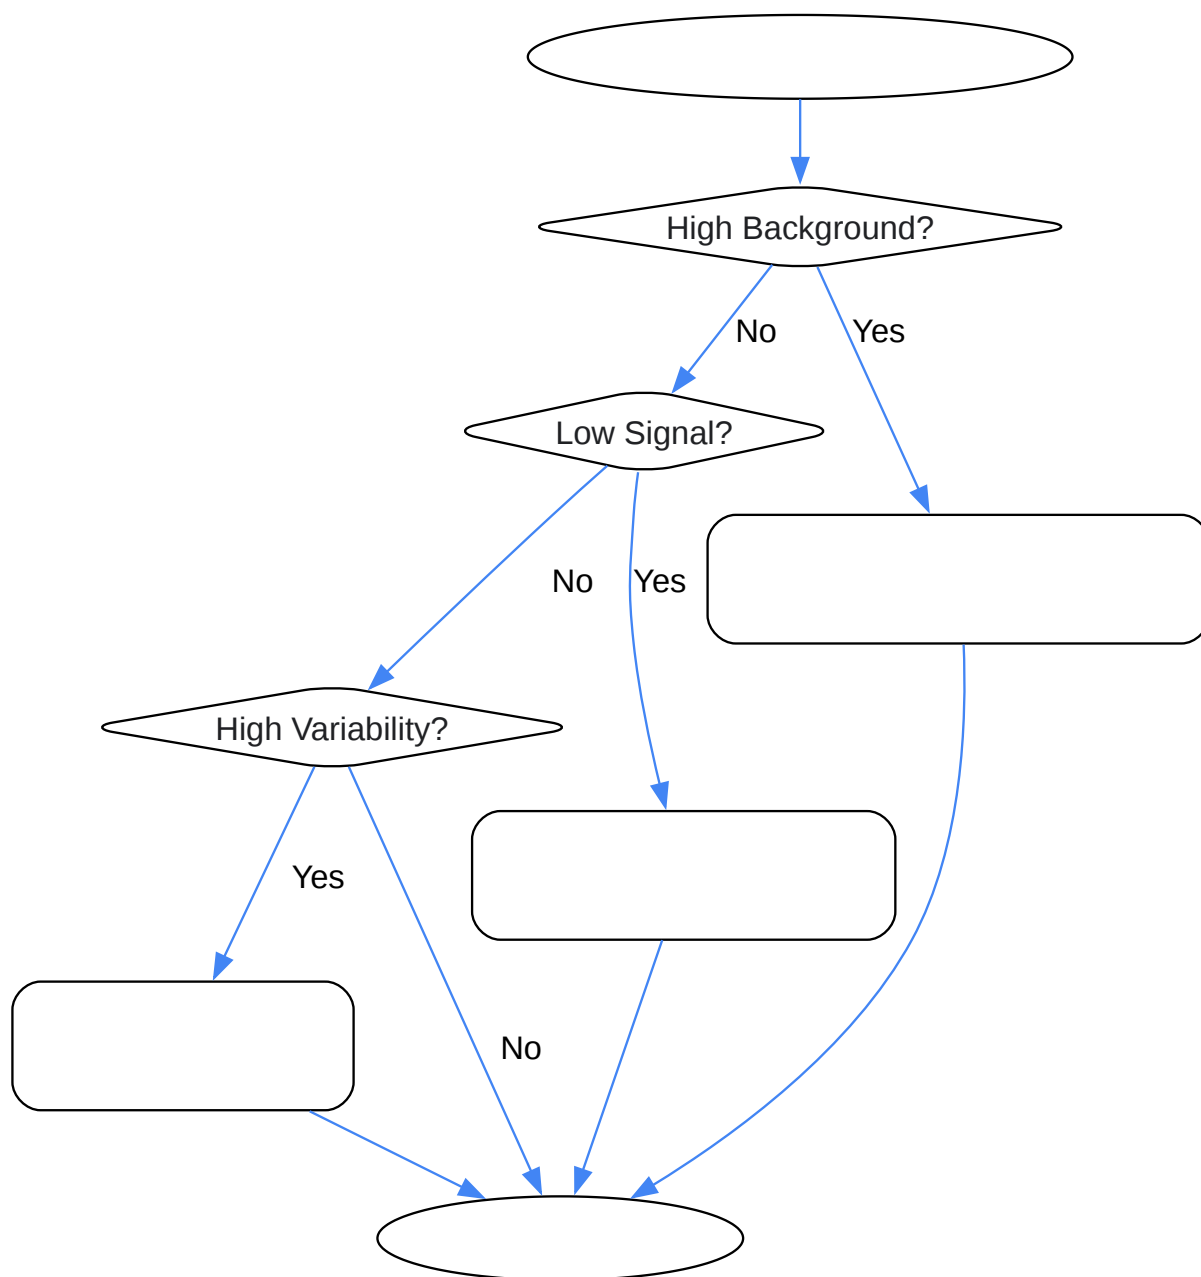 High Background?
No
Yes
Low Signal?
No
Yes
High Variability?
Yes
No